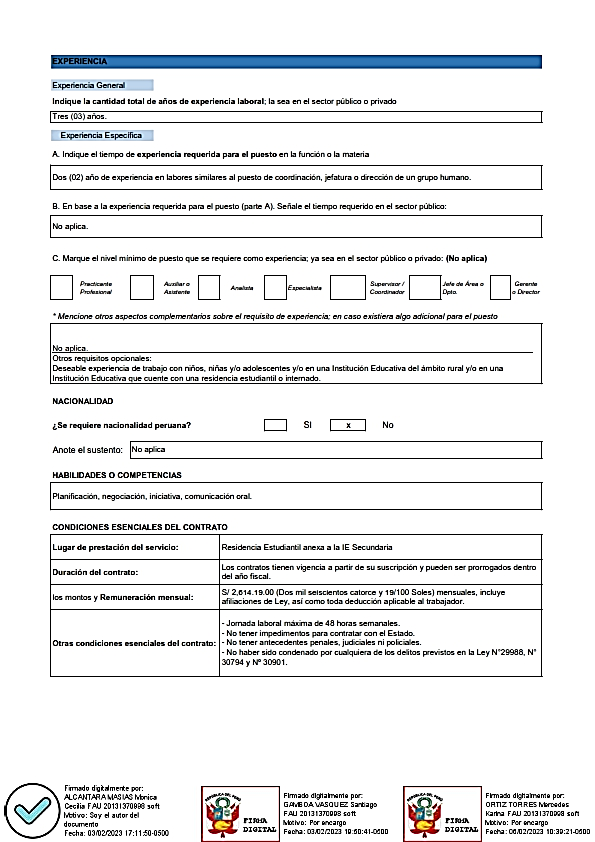 EXPERIENCIA
Experiencia General
Indique la cantidad total de años de experiencia laboral; la sea en el sector público o privado
Tres (03) años.
Experiencia Específica
A. Indique el tiempo de experiencia requerida para el puesto en la función o la materia
Dos (02) año de experiencia en labores similares al puesto de coordinación, jefatura o dirección de un grupo humano.
B. En base a la experiencia requerida para el puesto (parte A). Señale el tiempo requerido en el sector público:
No aplica.
C. Marque el nivel mínimo de puesto que se requiere como experiencia; ya sea en el sector público o privado: (No aplica)
Practicante Profesional
Auxiliar o Asistente
Analista
Especialista
Supervisor / Coordinador
Jefe de Área o Dpto.
Gerente o Director
* Mencione otros aspectos complementarios sobre el requisito de experiencia; en caso existiera algo adicional para el puesto
No aplica.
Otros requisitos opcionales:
Deseable experiencia de trabajo con niños, niñas y/o adolescentes y/o en una Institución Educativa del ámbito rural y/o en una
Institución Educativa que cuente con una residencia estudiantil o internado.
NACIONALIDAD
¿Se requiere nacionalidad peruana? SI x No
Anote el sustento: No aplica
HABILIDADES O COMPETENCIAS
Planificación, negociación, iniciativa, comunicación oral.
CONDICIONES ESENCIALES DEL CONTRATO
Lugar de prestación del servicio: Residencia Estudiantil anexa a la IE Secundaria
Duración del contrato: Los contratos tienen vigencia a partir de su suscripción y pueden ser prorrogados dentro
del año fiscal.
los montos y Remuneración mensual: S/ 2,614.19.00 (Dos mil seiscientos catorce y 19/100 Soles) mensuales, incluye
afiliaciones de Ley, así como toda deducción aplicable al trabajador.
Otras condiciones esenciales del contrato:
- Jornada laboral máxima de 48 horas semanales.
- No tener impedimentos para contratar con el Estado.
- No tener antecedentes penales, judiciales ni policiales.
- No haber sido condenado por cualquiera de los delitos previstos en la Ley N°29988, N°
30794 y Nº 30901.
Firmado digitalmente por:
ALCANTARA MASIAS Monica
Cecilia FAU 20131370998 soft
Motivo: Soy el autor del
documento
Fecha: 03/02/2023 17:11:50-0500
REPÚBLICA DEL PERÚ
FIRMA
DIGITAL
Firmado digitalmente por:
GAMBOA VASQUEZ Santiago
FAU 20131370998 soft
Motivo: Por encargo
Fecha: 03/02/2023 19:50:41-0500
REPÚBLICA DEL PERÚ
FIRMA
DIGITAL
Firmado digitalmente por:
ORTIZ TORRES Mercedes
Karina FAU 20131370998 soft
Motivo: Por encargo
Fecha: 06/02/2023 10:39:21-0500